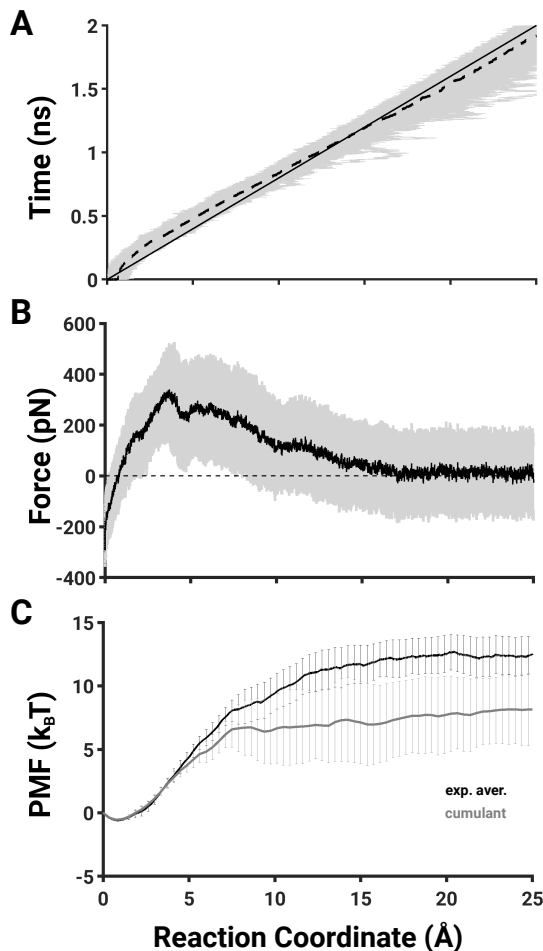 A
Time (ns)
2
1.5
1
0.5
0
B
Force (pN)
600
400
200
0
-200
-400
C
PMF (kBT)
15
10
5
0
-5
exp. aver.
cumulant
0 5 10 15 20 25
Reaction Coordinate (Å)